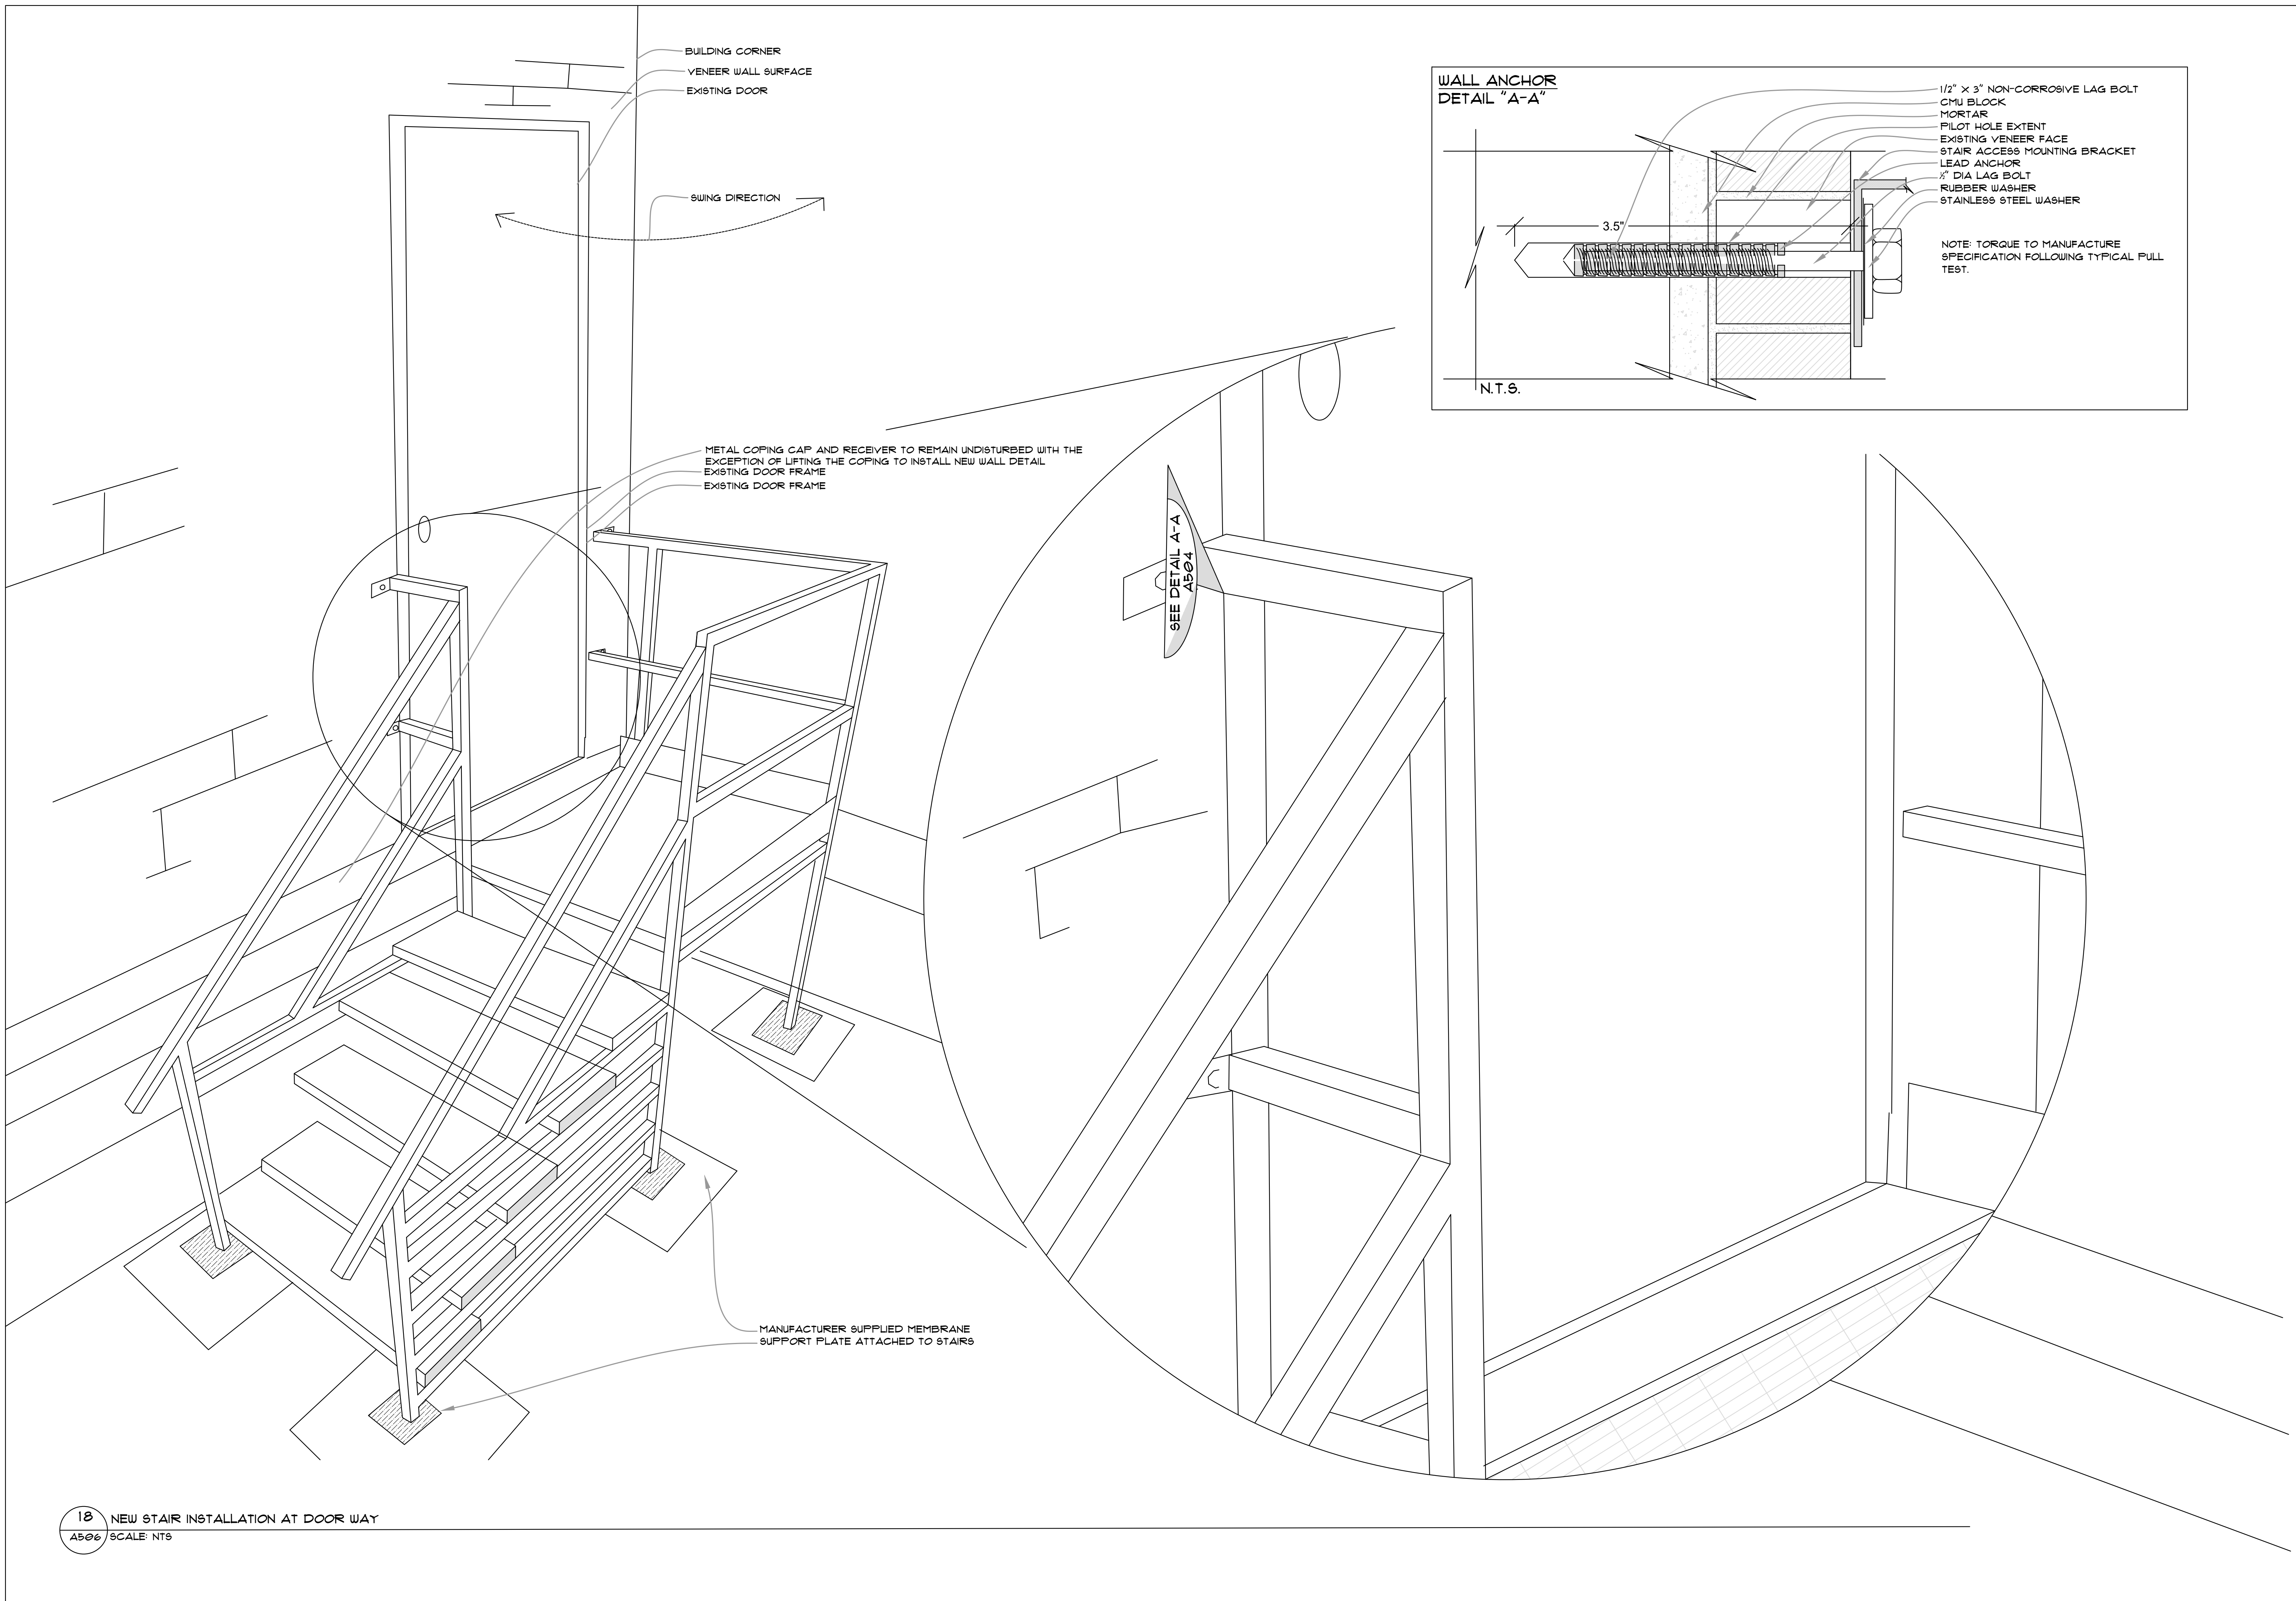 BUILDING CORNER
VENEER WALL SURFACE
EXISTING DOOR
SWING DIRECTION
METAL COPING CAP AND RECEIVER TO REMAIN UNDISTURBED WITH THE
EXCEPTION OF LIFTING THE COPING TO INSTALL NEW WALL DETAIL
EXISTING DOOR FRAME
EXISTING DOOR FRAME
WALL ANCHOR
DETAIL "A-A"
1/2" X 3" NON-CORROSIVE LAG BOLT
CMU BLOCK
MORTAR
PILOT HOLE EXTENT
EXISTING VENEER FACE
STAIR ACCESS MOUNTING BRACKET
LEAD ANCHOR
½" DIA LAG BOLT
RUBBER WASHER
STAINLESS STEEL WASHER
3.5"
NOTE: TORQUE TO MANUFACTURE
SPECIFICATION FOLLOWING TYPICAL PULL
TEST.
N.T.S.
SEE DETAIL A-A
A504
MANUFACTURER SUPPLIED MEMBRANE
SUPPORT PLATE ATTACHED TO STAIRS
18
NEW STAIR INSTALLATION AT DOOR WAY
A506
SCALE: NTS